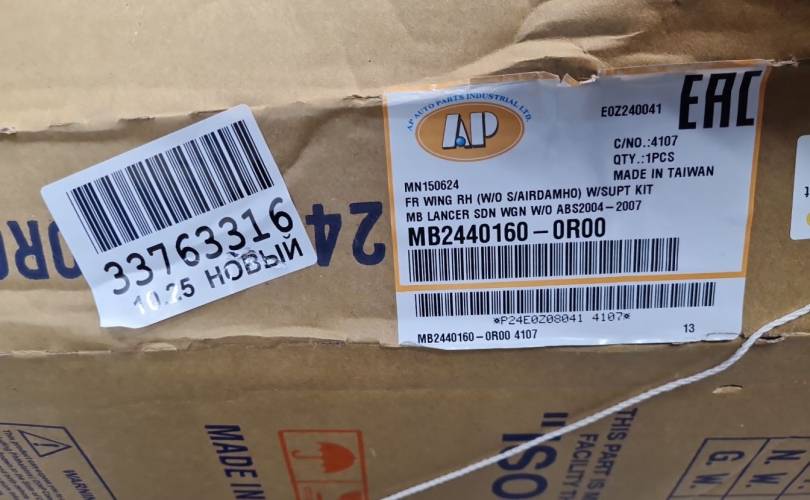 33763316
10.25 НОВЫЙ
AP AUTO PARTS INDUSTRIAL LTD.
AP
E0Z240041
EAC
C/NO.:4107
QTY.:1PCS
MADE IN TAIWAN
MN150624
FR WING RH (W/O S/AIRDAMHO) W/SUPT KIT
MB LANCER SDN WGN W/O ABS2004-2007
MB2440160-0R00
*P24E0Z08041 4107*
MB2440160-0R00 4107
13
24
0R0
MADE IN
"ISO
THIS PART IS
FACILITY
N. W.
G. W.
WARNING